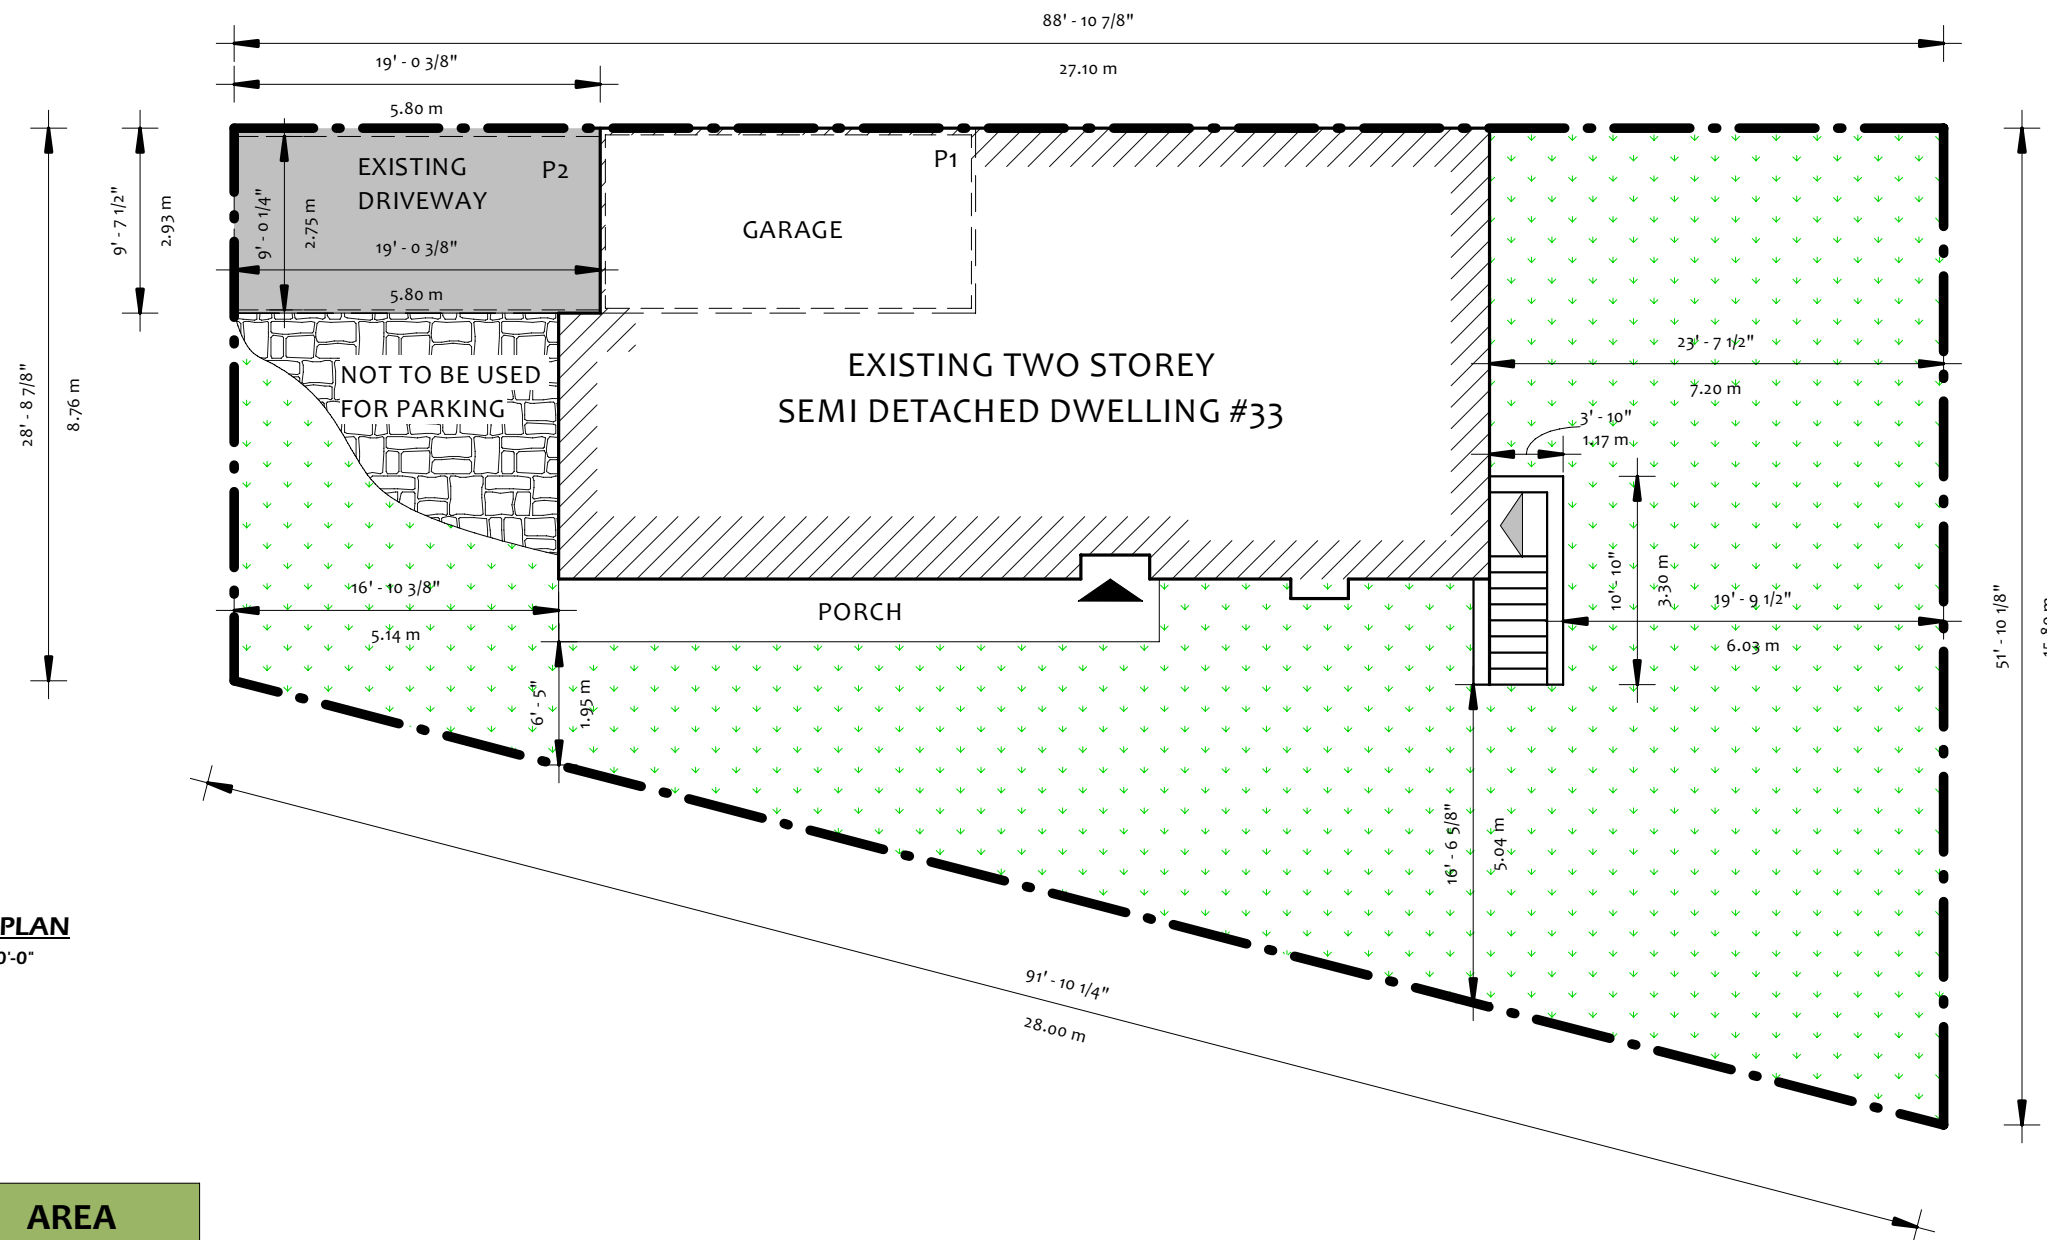 88' - 10 7/8"
27.10 m
19' - 0 3/8"
5.80 m
EXISTING
DRIVEWAY
P2
P1
GARAGE
9' - 7 1/2"
2.93 m
9' - 0 1/4"
2.75 m
19' - 0 3/8"
5.80 m
28' - 8 7/8"
8.76 m
NOT TO BE USED
FOR PARKING
EXISTING TWO STOREY
SEMI DETACHED DWELLING #33
23' - 7 1/2"
7.20 m
3' - 10"
1.17 m
10' - 10"
3.30 m
19' - 9 1/2"
6.03 m
51' - 10 1/8"
15.80 m
16' - 10 3/8"
5.14 m
PORCH
6' - 5"
1.95 m
16' - 6 5/8"
5.04 m
91' - 10 1/4"
28.00 m
PLAN
0'-0"
AREA